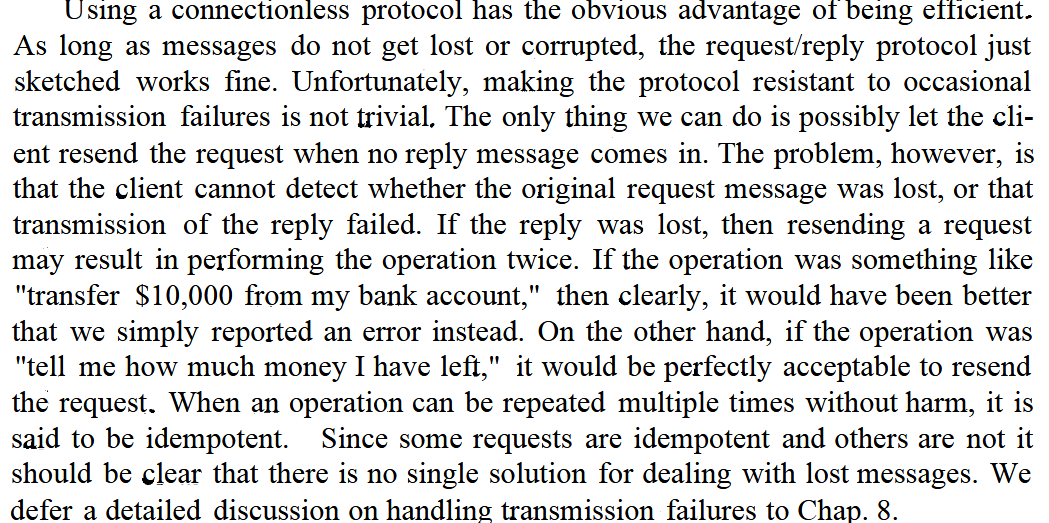 Using a connectionless protocol has the obvious advantage of being efficient.
As long as messages do not get lost or corrupted, the request/reply protocol just
sketched works fine. Unfortunately, making the protocol resistant to occasional
transmission failures is not trivial. The only thing we can do is possibly let the cli-
ent resend the request when no reply message comes in. The problem, however, is
that the client cannot detect whether the original request message was lost, or that
transmission of the reply failed. If the reply was lost, then resending a request
may result in performing the operation twice. If the operation was something like
"transfer $10,000 from my bank account," then clearly, it would have been better
that we simply reported an error instead. On the other hand, if the operation was
"tell me how much money I have left," it would be perfectly acceptable to resend
the request. When an operation can be repeated multiple times without harm, it is
said to be idempotent. Since some requests are idempotent and others are not it
should be clear that there is no single solution for dealing with lost messages. We
defer a detailed discussion on handling transmission failures to Chap. 8.